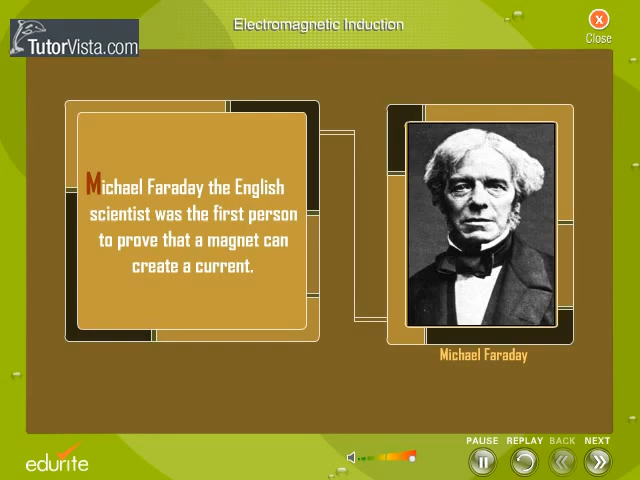 Electromagnetic Induction
TutorVista.com
Close
Michael Faraday the English
scientist was the first person
to prove that a magnet can
create a current.
Michael Faraday
PAUSE REPLAY BACK NEXT
edurite